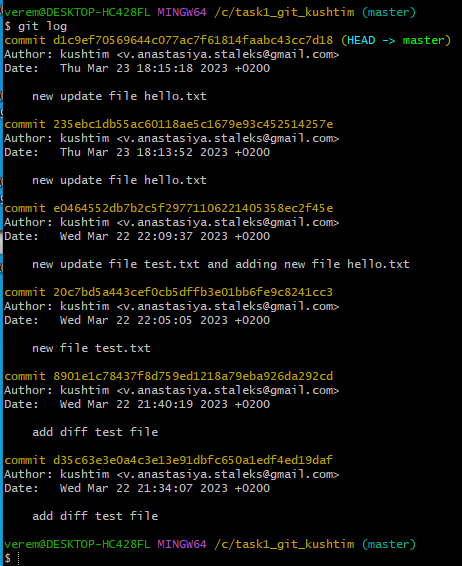 verem@DESKTOP-HC428FL MINGW64 /c/task1_git_kushtim (master)
$ git log
commit d1c9ef70569644c077ac7f61814faabc43cc7d18 (HEAD -> master)
Author: kushtim <v.anastasiya.staleks@gmail.com>
Date:   Thu Mar 23 18:15:18 2023 +0200
    new update file hello.txt
commit 235ebc1db55ac60118ae5c1679e93c452514257e
Author: kushtim <v.anastasiya.staleks@gmail.com>
Date:   Thu Mar 23 18:13:52 2023 +0200
    new update file hello.txt
commit e0464552db7b2c5f29771106221405358ec2f45e
Author: kushtim <v.anastasiya.staleks@gmail.com>
Date:   Wed Mar 22 22:09:37 2023 +0200
    new update file test.txt and adding new file hello.txt
commit 20c7bd5a443cef0cb5dffb3e01bb6fe9c8241cc3
Author: kushtim <v.anastasiya.staleks@gmail.com>
Date:   Wed Mar 22 22:05:05 2023 +0200
    new file test.txt
commit 8901e1c78437f8d759ed1218a79eba926da292cd
Author: kushtim <v.anastasiya.staleks@gmail.com>
Date:   Wed Mar 22 21:40:19 2023 +0200
    add diff test file
commit d35c63e3e0a4c3e13e91dbfc650a1edf4ed19daf
Author: kushtim <v.anastasiya.staleks@gmail.com>
Date:   Wed Mar 22 21:34:07 2023 +0200
    add diff test file
verem@DESKTOP-HC428FL MINGW64 /c/task1_git_kushtim (master)
$